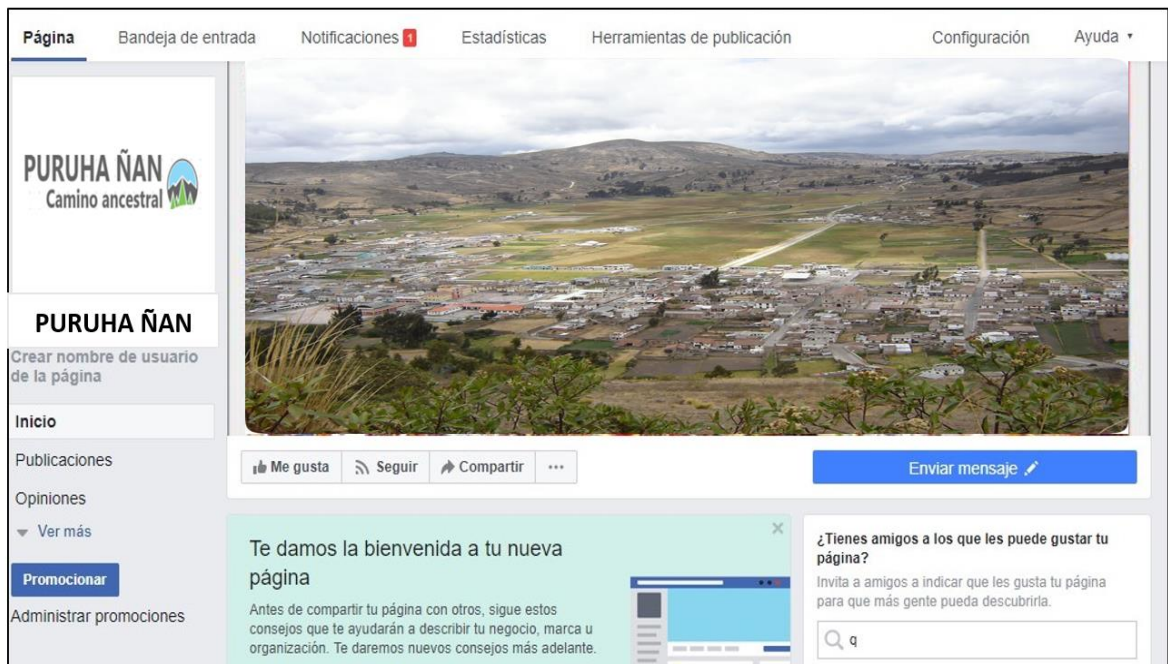 Página Bandeja de entrada Notificaciones 1 Estadísticas Herramientas de publicación Configuración Ayuda
PURUHA ÑAN
Camino ancestral
PURUHA ÑAN
Crear nombre de usuario
de la página
Inicio
Publicaciones
Opiniones
Ver más
Promocionar
Administrar promociones
Me gusta Seguir Compartir ...
Enviar mensaje
Te damos la bienvenida a tu nueva
página
Antes de compartir tu página con otros, sigue estos
consejos que te ayudarán a describir tu negocio, marca u
organización. Te daremos nuevos consejos más adelante.
¿Tienes amigos a los que les puede gustar tu
página?
Invita a amigos a indicar que les gusta tu página
para que más gente pueda descubrirla.
q